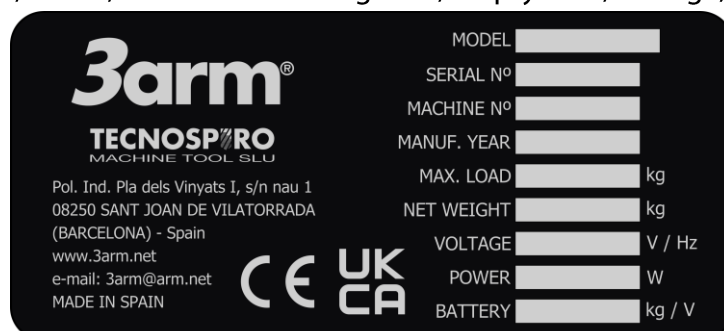 3arm®
TECNOSPIRO
MACHINE TOOL SLU
Pol. Ind. Pla dels Vinyats I, s/n nau 1
08250 SANT JOAN DE VILATORRADA
(BARCELONA) - Spain
www.3arm.net
e-mail: 3arm@arm.net
MADE IN SPAIN
CE
UK
CA
MODEL
SERIAL Nº
MACHINE Nº
MANUF. YEAR
MAX. LOAD kg
NET WEIGHT kg
VOLTAGE V / Hz
POWER W
BATTERY kg / V